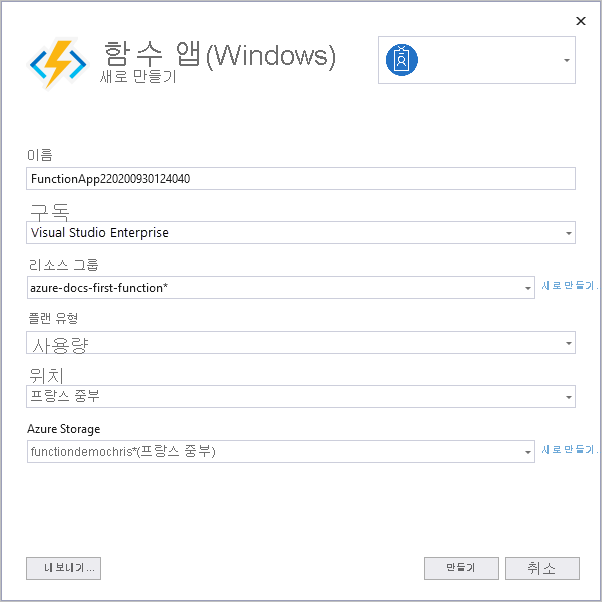 함수 앱(Windows)
새로 만들기
이름
FunctionApp220200930124040
구독
Visual Studio Enterprise
리소스 그룹
azure-docs-first-function*
새로 만들기.
플랜 유형
사용량
위치
프랑스 중부
Azure Storage
functiondemochris*(프랑스 중부)
새로 만들기.
내보내기...
만들기
취소